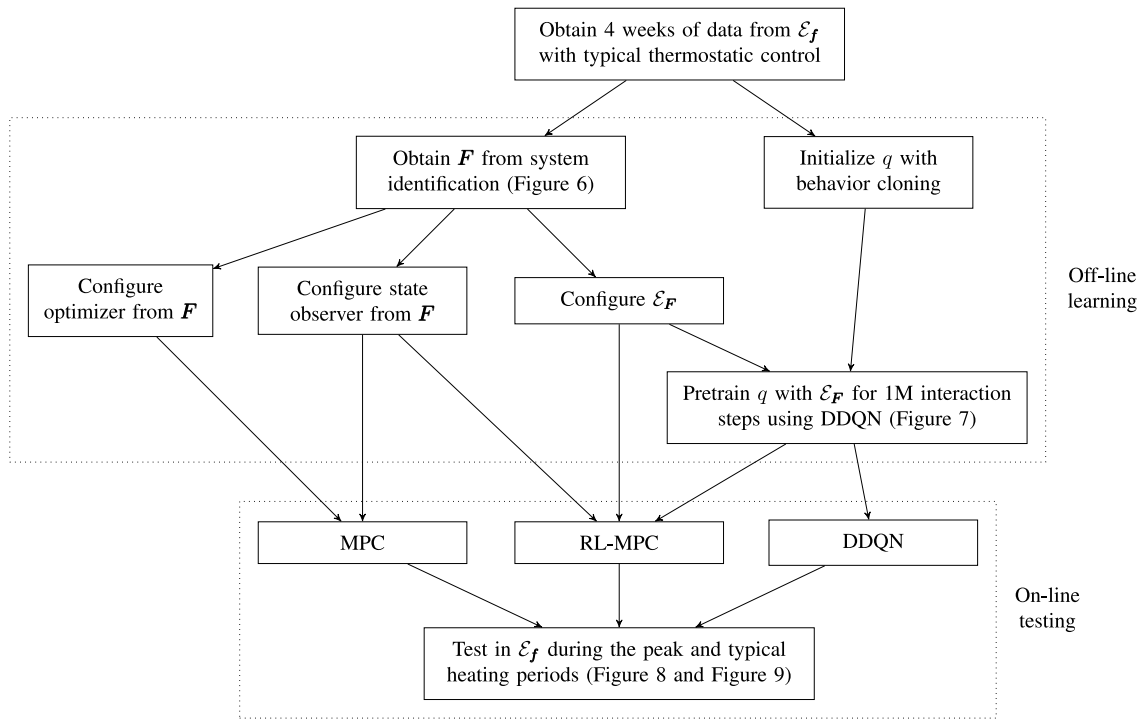 Obtain 4 weeks of data from ℰ_f
with typical thermostatic control
Obtain F from system
identification (Figure 6)
Initialize q with
behavior cloning
Configure
optimizer from F
Configure state
observer from F
Configure ℰ_F
Off-line
learning
Pretrain q with ℰ_F for 1M interaction
steps using DDQN (Figure 7)
MPC
RL-MPC
DDQN
On-line
testing
Test in ℰ_f during the peak and typical
heating periods (Figure 8 and Figure 9)